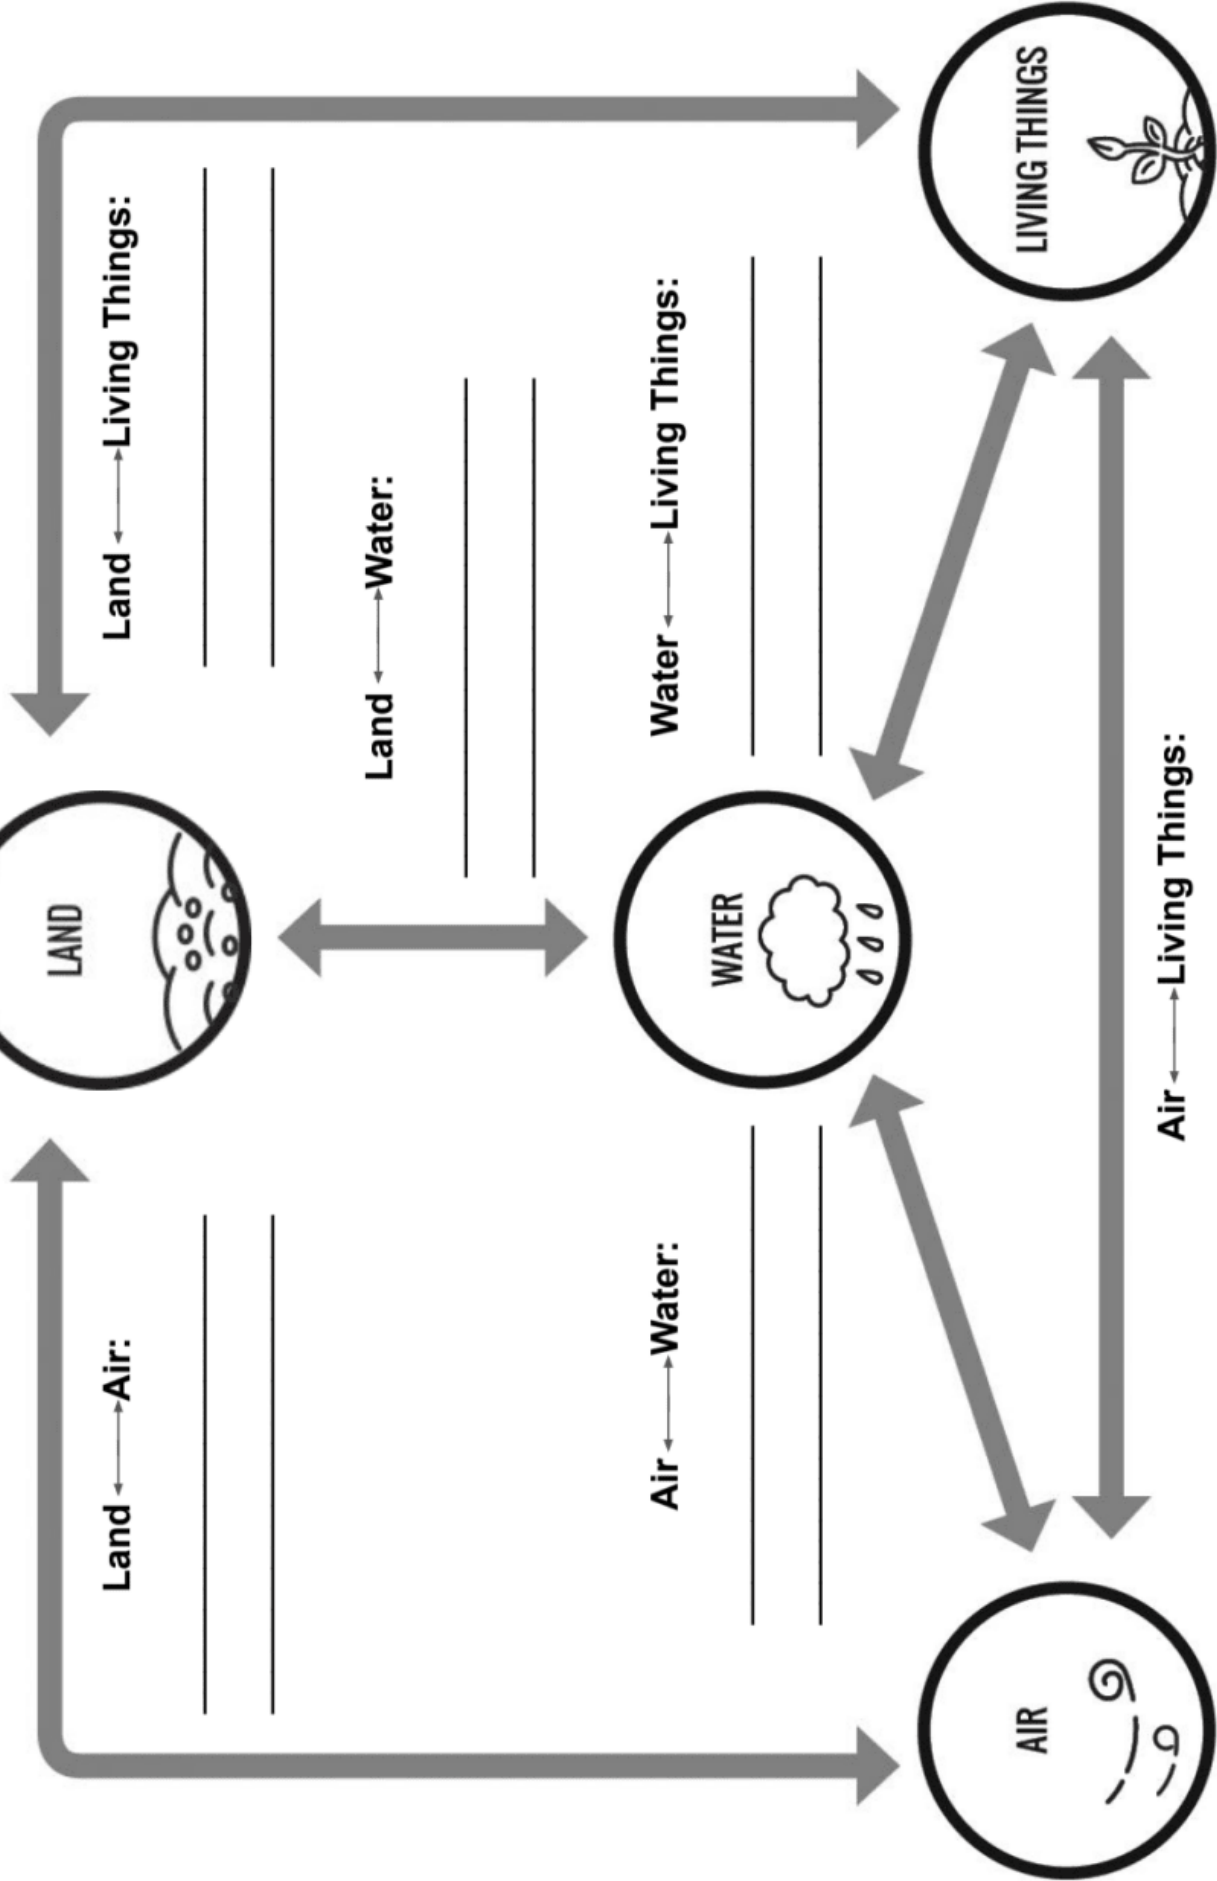 LAND
Land ↔ Air:
Land ↔ Living Things:
Land ↔ Water:
Air ↔ Water:
WATER
Water ↔ Living Things:
AIR
LIVING THINGS
Air ↔ Living Things: